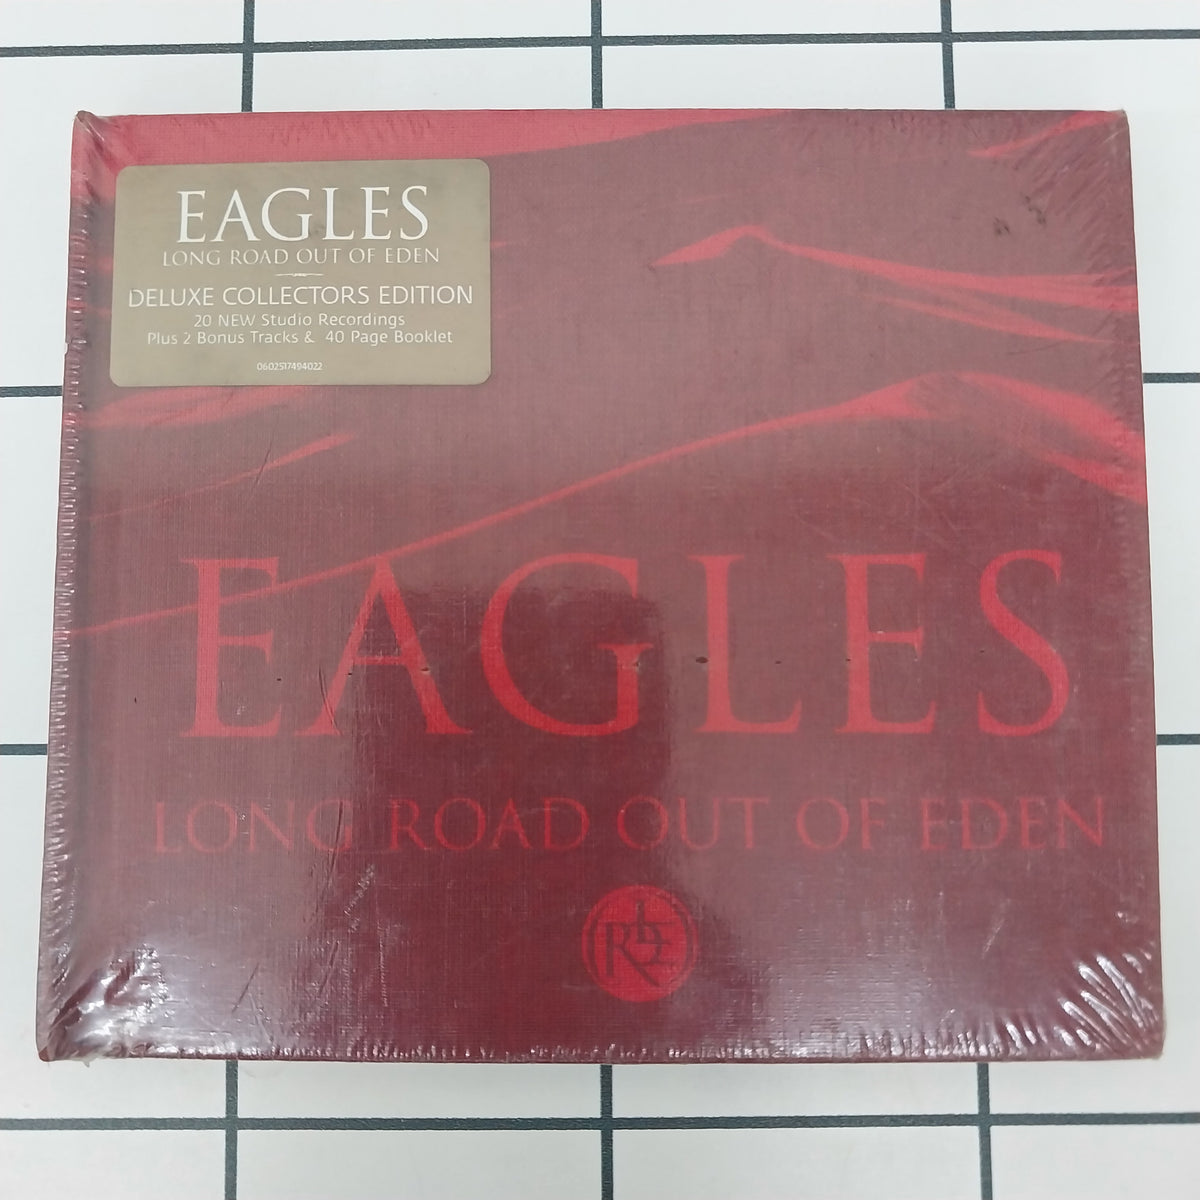 EAGLES
LONG ROAD OUT OF EDEN
DELUXE COLLECTORS EDITION
20 NEW Studio Recordings
Plus 2 Bonus Tracks & 40 Page Booklet
0602517494022
EAGLES
LONG ROAD OUT OF EDEN